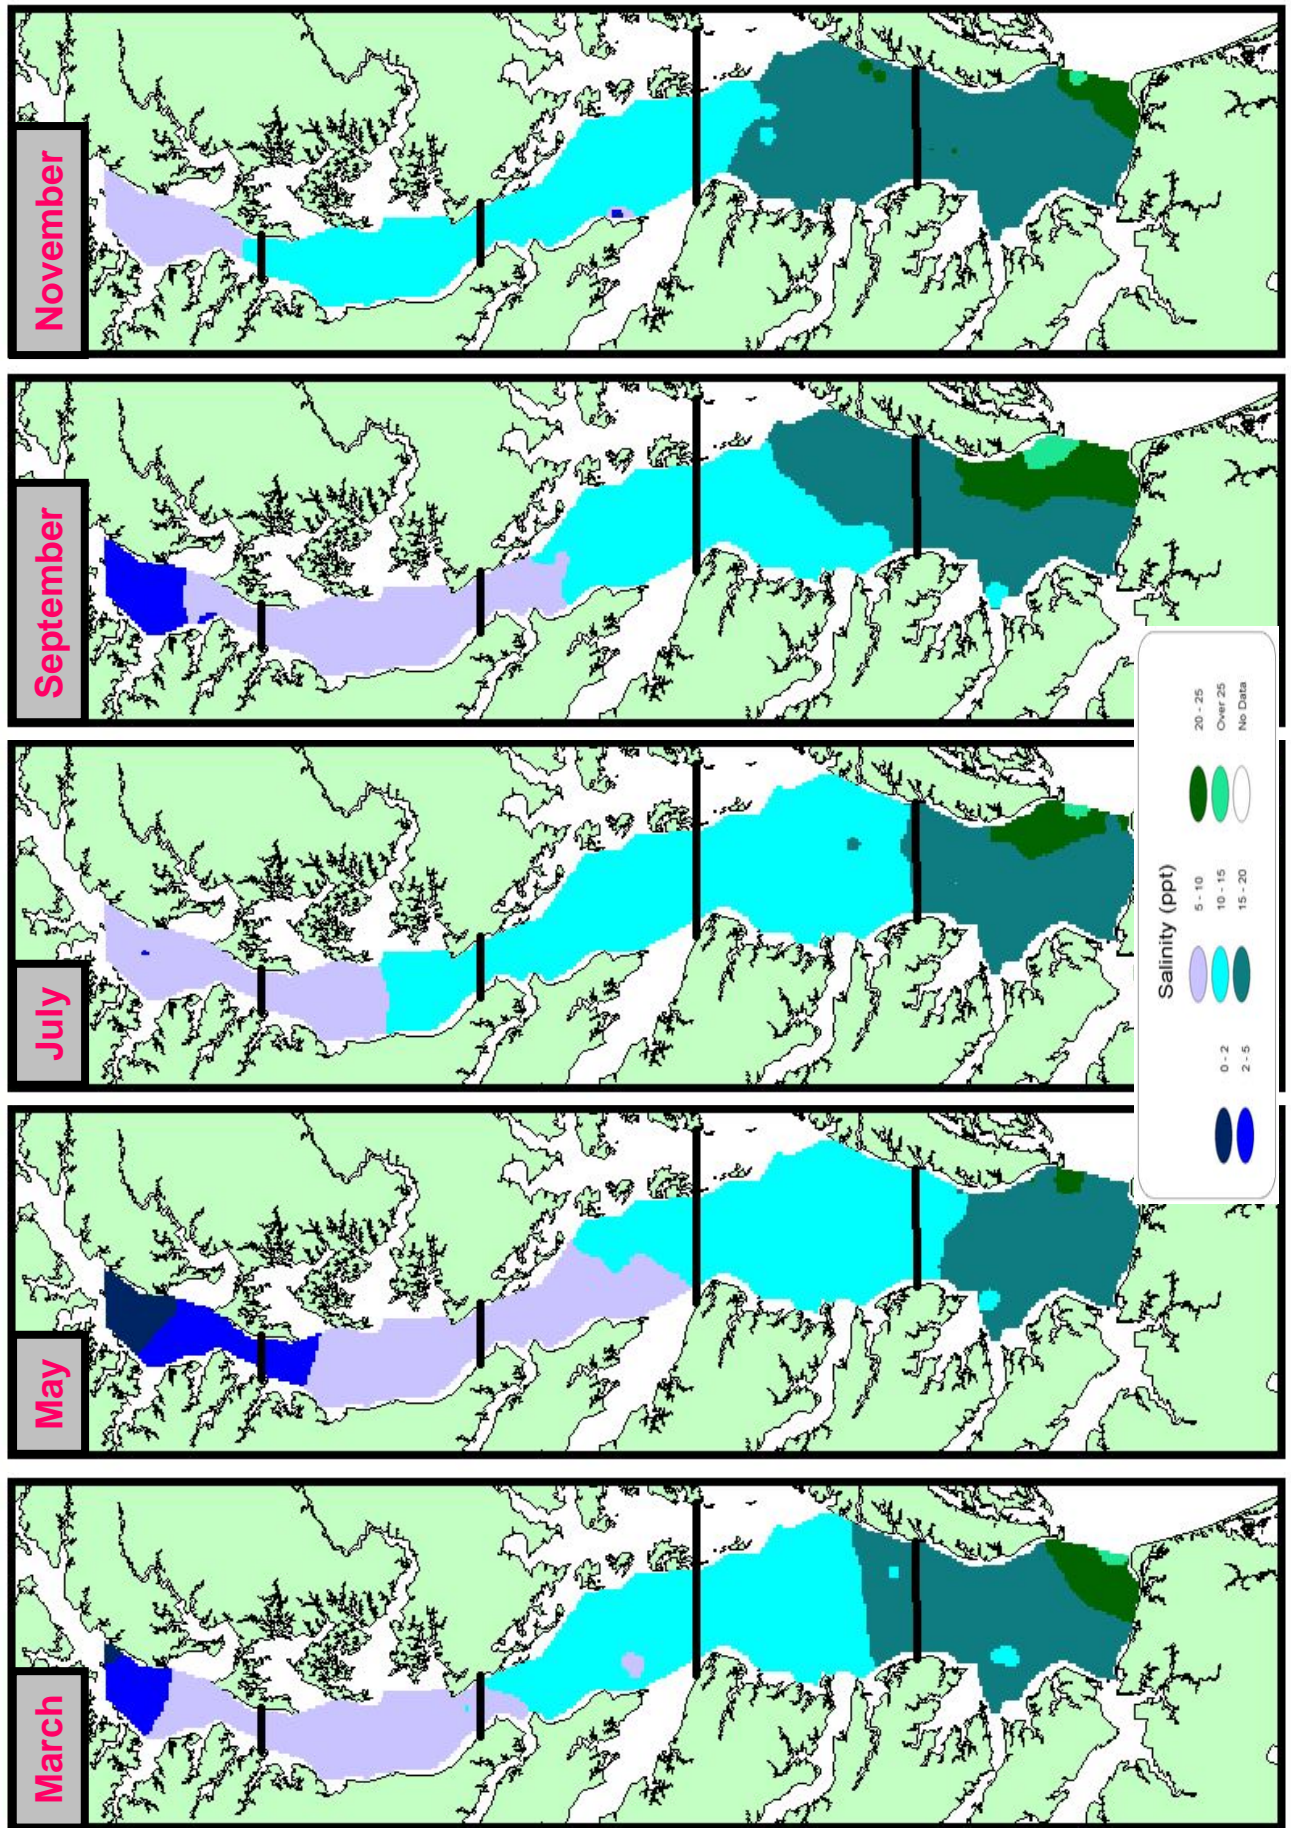 March
May
July
September
November
Salinity (ppt)
0 - 2
2 - 5
5 - 10
10 - 15
15 - 20
20 - 25
Over 25
No Data